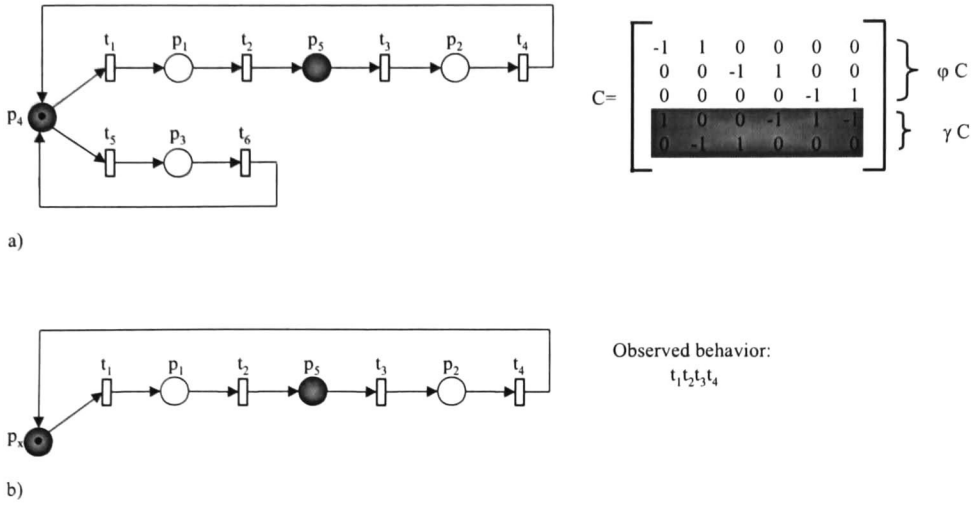 t1 p1 t2 p5 t3 p2 t4
p4
t5 p3 t6
C=
-1 1 0 0 0 0
0 0 -1 1 0 0
0 0 0 0 -1 1
1 0 0 -1 1 -1
0 -1 1 0 0 0
φ C
γ C
a)
t1 p1 t2 p5 t3 p2 t4
px
Observed behavior:
t1t2t3t4
b)